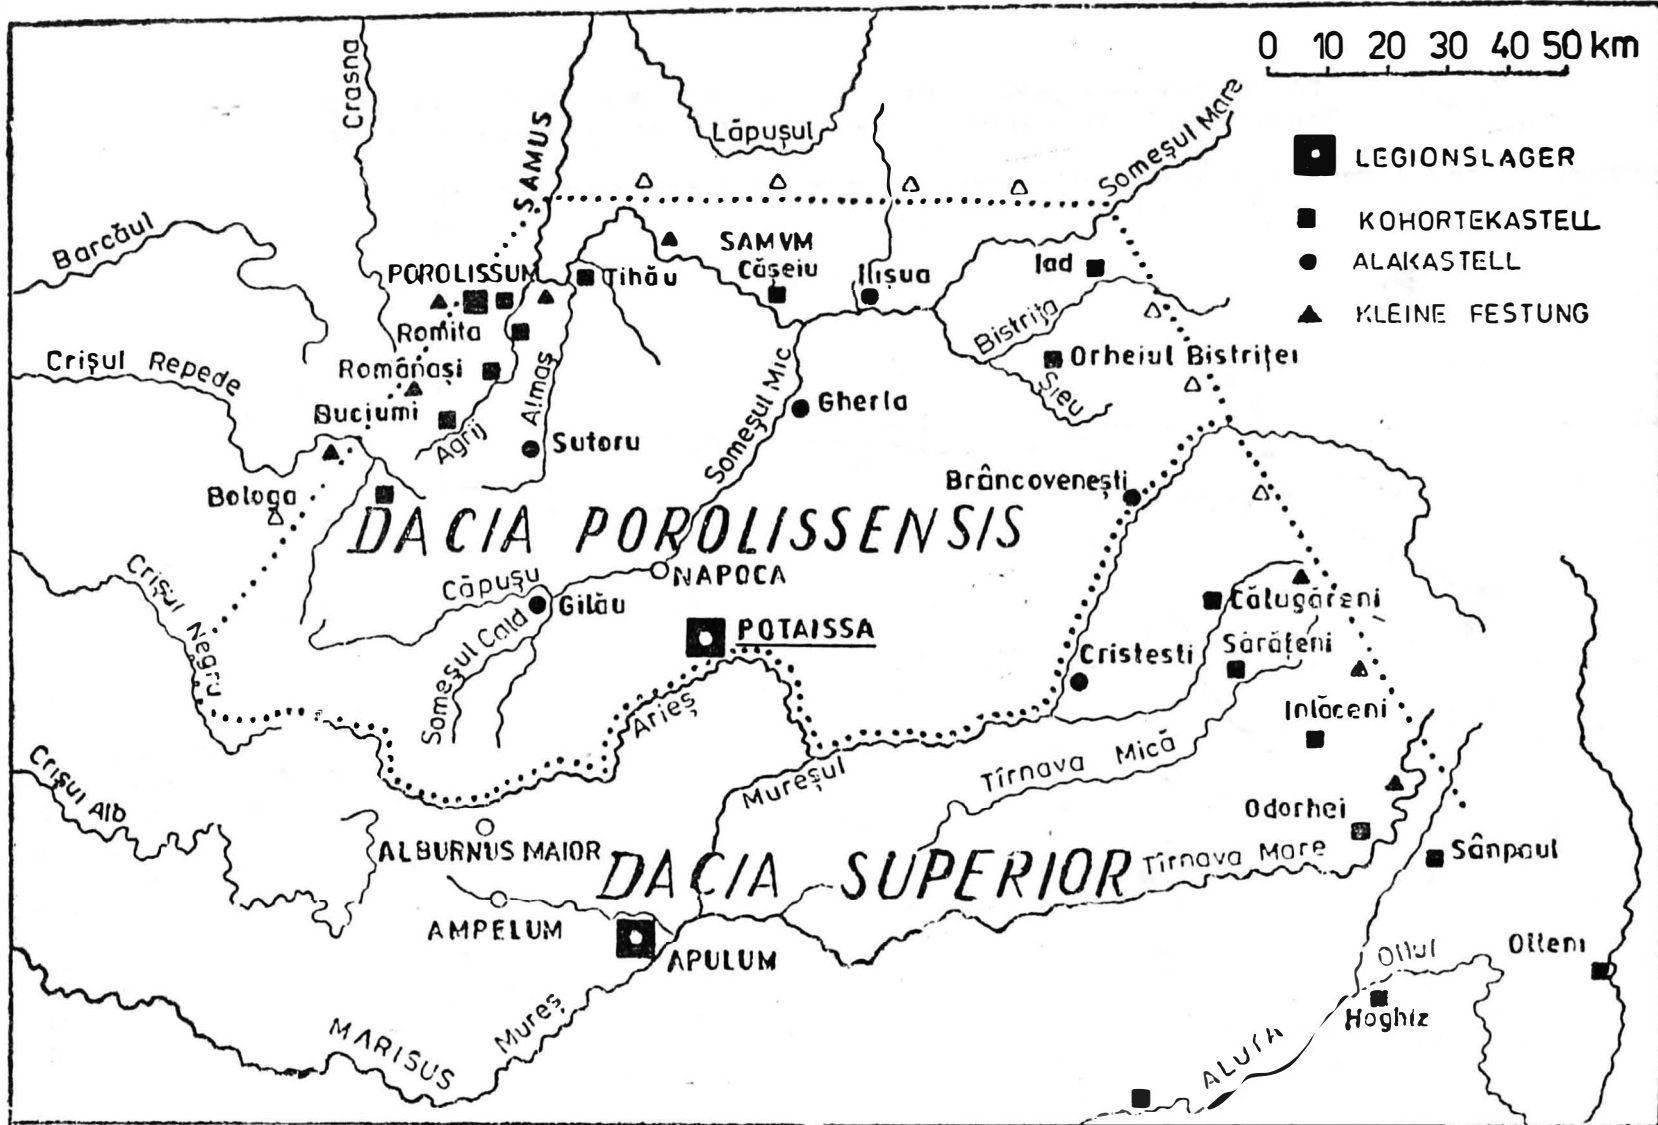 0 10 20 30 40 50 km
LEGIONSLAGER
KOHORTEKASTELL
ALAKASTELL
KLEINE FESTUNG
Crasna
SAMUS
Lăpuşul
Someşul Mare
Barcăul
POROLISSUM
Tihău
SAMVM
Căşeiu
Ilişua
Iad
Romita
Bistriţa
Crişul Repede
Românaşi
Orheiul Bistriţei
Şieu
Buciumi
Agrij
Almaş
Sutoru
Someşul Mic
Gherla
Bologa
Brâncoveneşti
DACIA POROLISSENSIS
Crişul Negru
Căpuşu
NAPOCA
Gilău
Someşul Cald
POTAISSA
Călugăreni
Cristesti
Sărăţeni
Arieş
Inlăceni
Crişul Alb
Mureşul
Tîrnava Mică
Odorhei
ALBURNUS MAIOR
DACIA SUPERIOR
Tîrnava Mare
Sânpaul
AMPELUM
APULUM
Oltul
Olteni
Hoghiz
MARISUS
Mureş
ALUTA